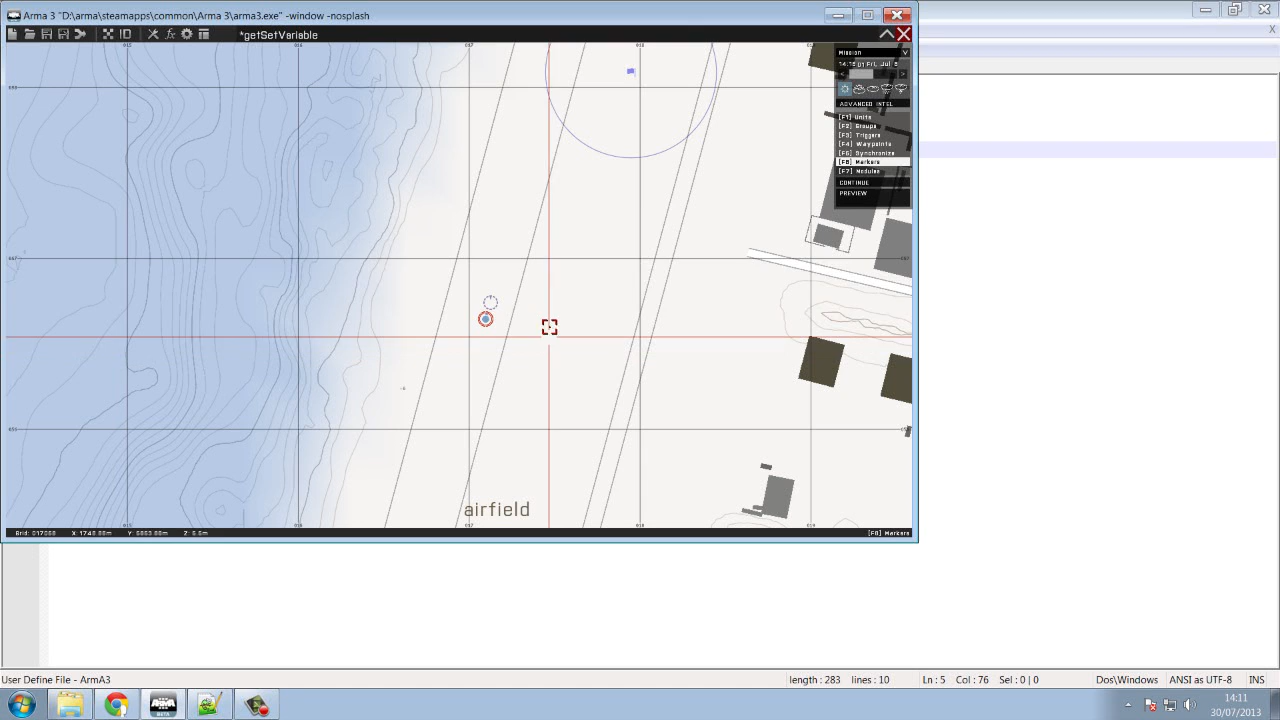 Arma 3 "D:\arma\steamapps\common\Arma 3\arma3.exe" -window -nosplash
*getSetVariable
Mission
ADVANCED INTEL
[F1] Units
[F2] Groups
[F3] Triggers
[F4] Waypoints
[F5] Synchronize
[F6] Markers
[F7] Modules
CONTINUE
PREVIEW
airfield
[F6] Markers
User Define File - ArmA3
length : 283 lines : 10
Ln : 5 Col : 76 Sel : 0 | 0
Dos\Windows
ANSI as UTF-8
INS
14:11
30/07/2013